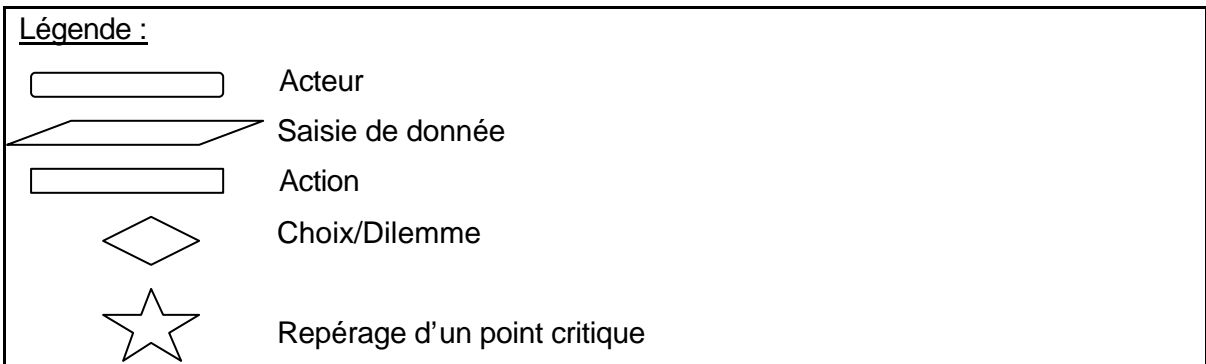 Légende :
Acteur
Saisie de donnée
Action
Choix/Dilemme
Repérage d’un point critique